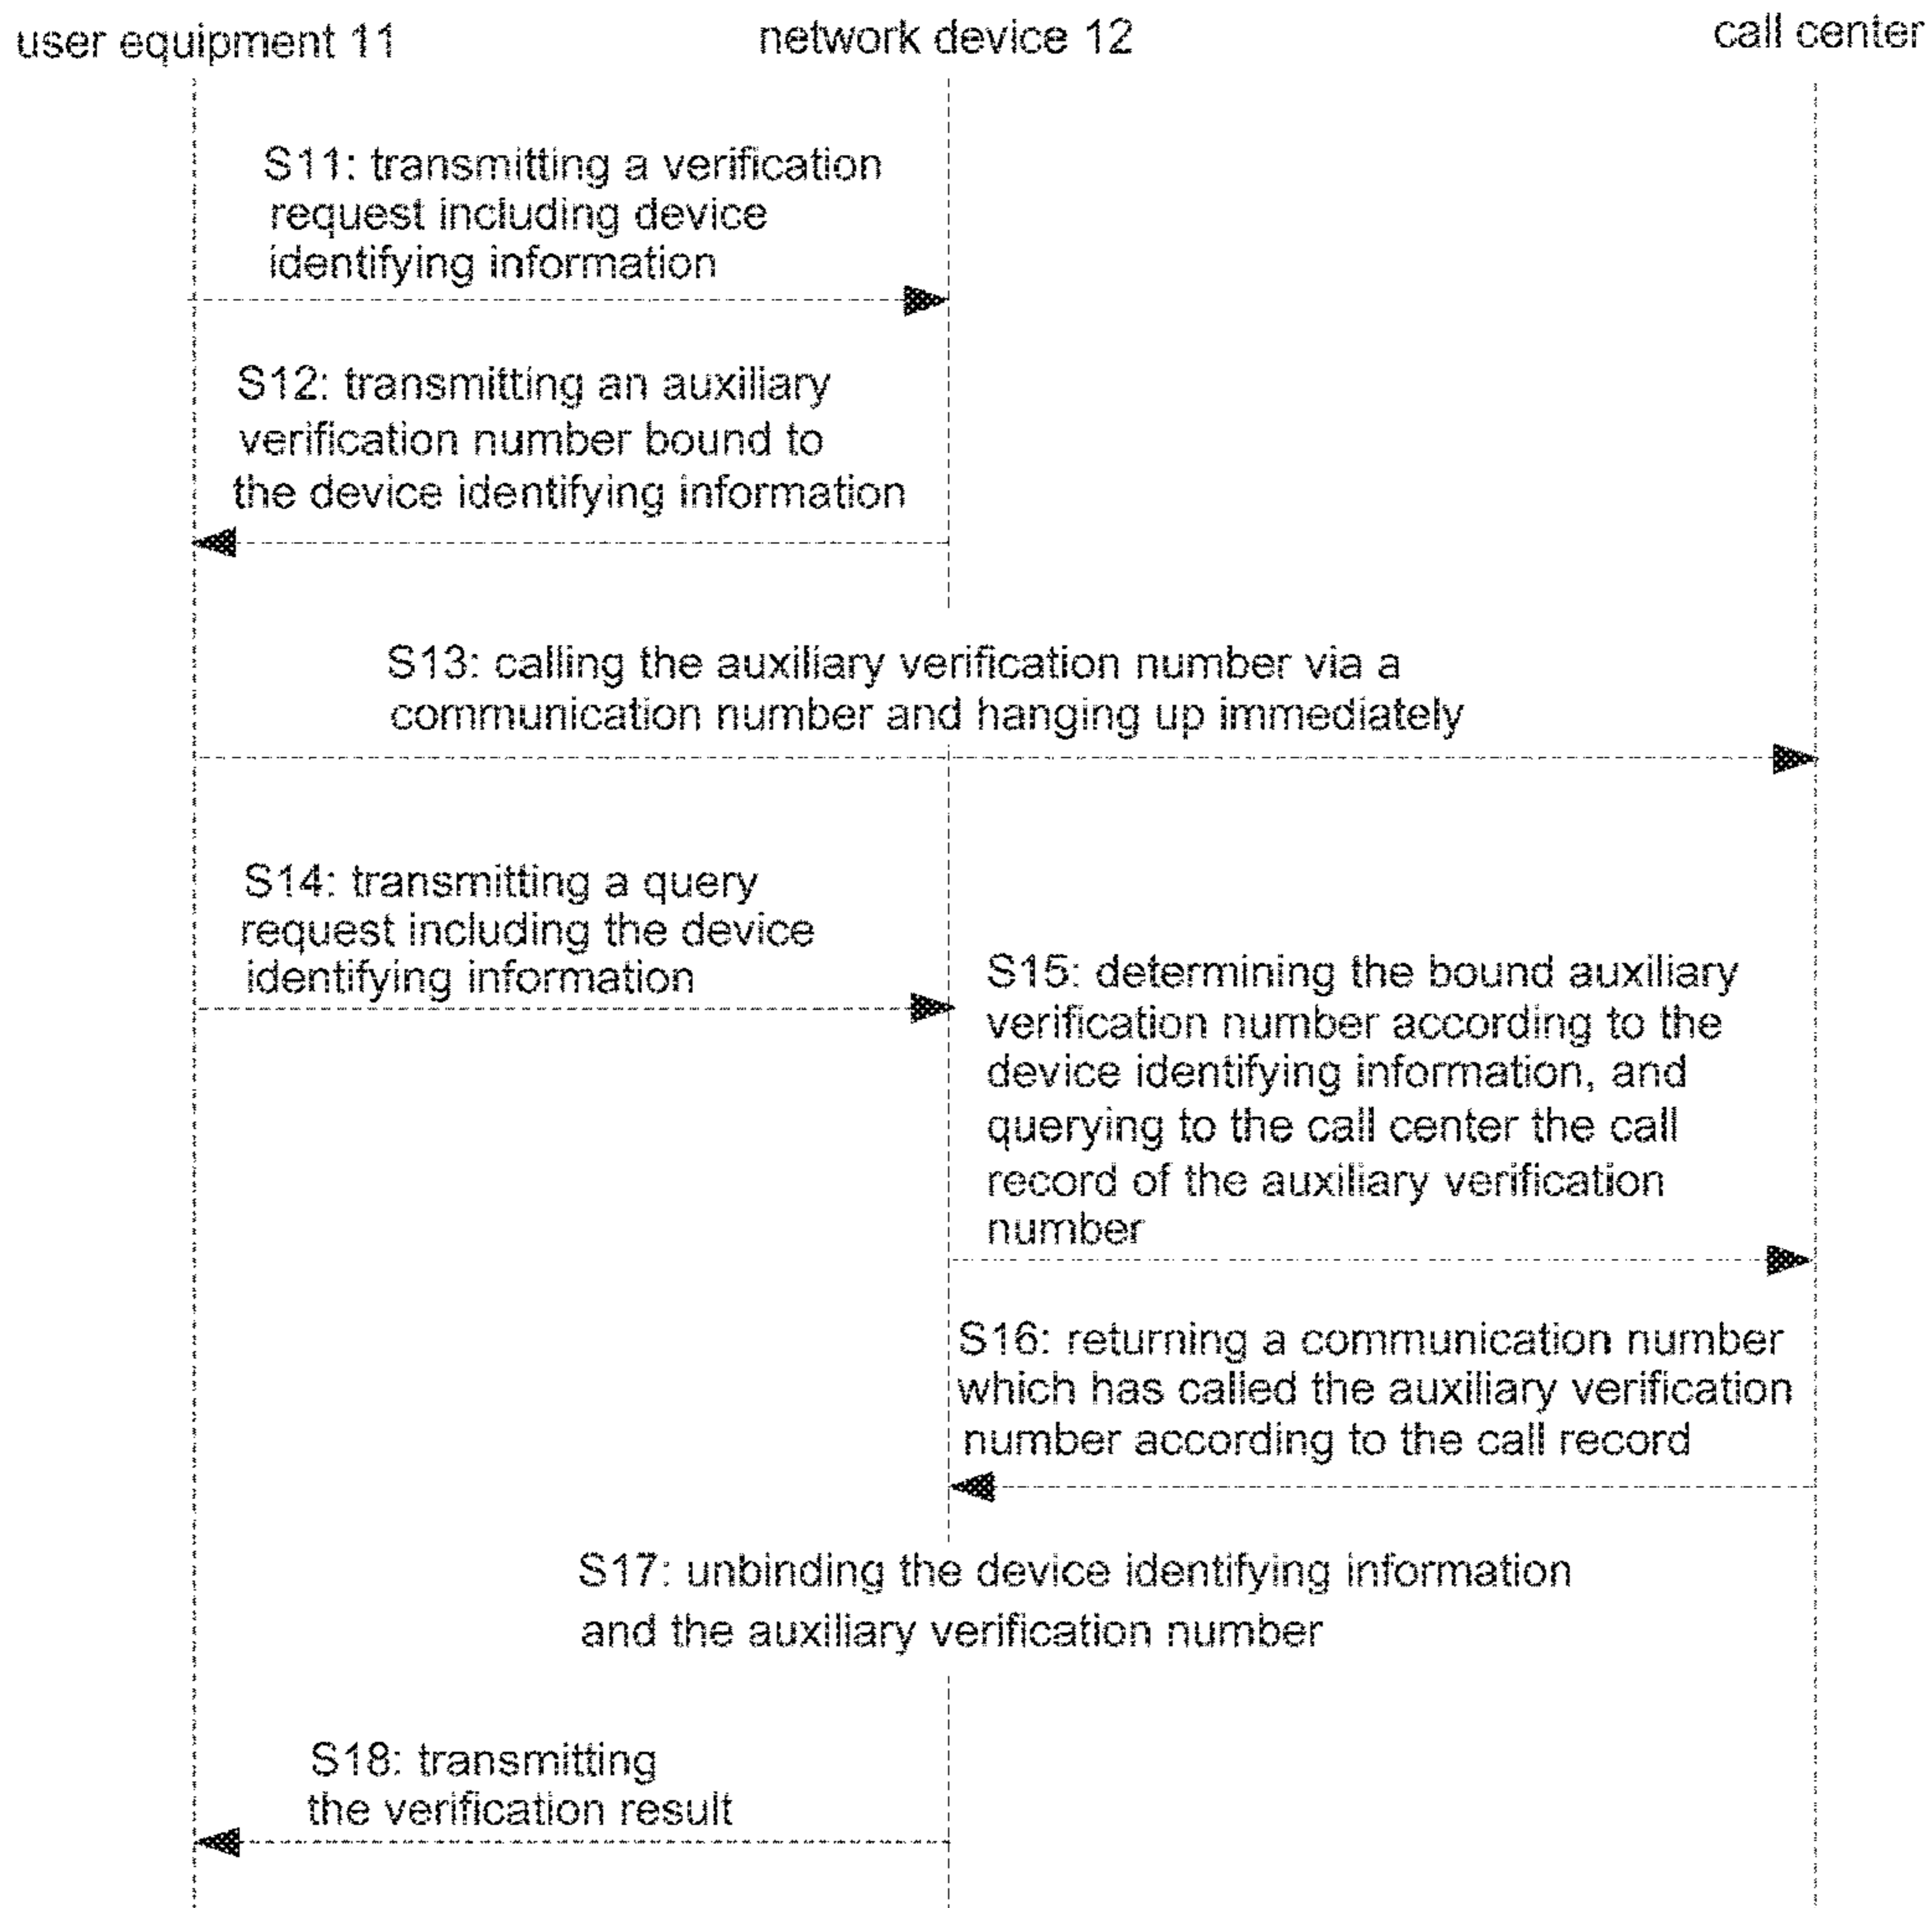 user equipment 11
network device 12
call center
S11: transmitting a verification
request including device
identifying information
S12: transmitting an auxiliary
verification number bound to
the device identifying information
S13: calling the auxiliary verification number via a
communication number and hanging up immediately
S14: transmitting a query
request including the device
identifying information
S15: determining the bound auxiliary
verification number according to the
device identifying information, and
querying to the call center the call
record of the auxiliary verification
number
S16: returning a communication number
which has called the auxiliary verification
number according to the call record
S17: unbinding the device identifying information
and the auxiliary verification number
S18: transmitting
the verification result